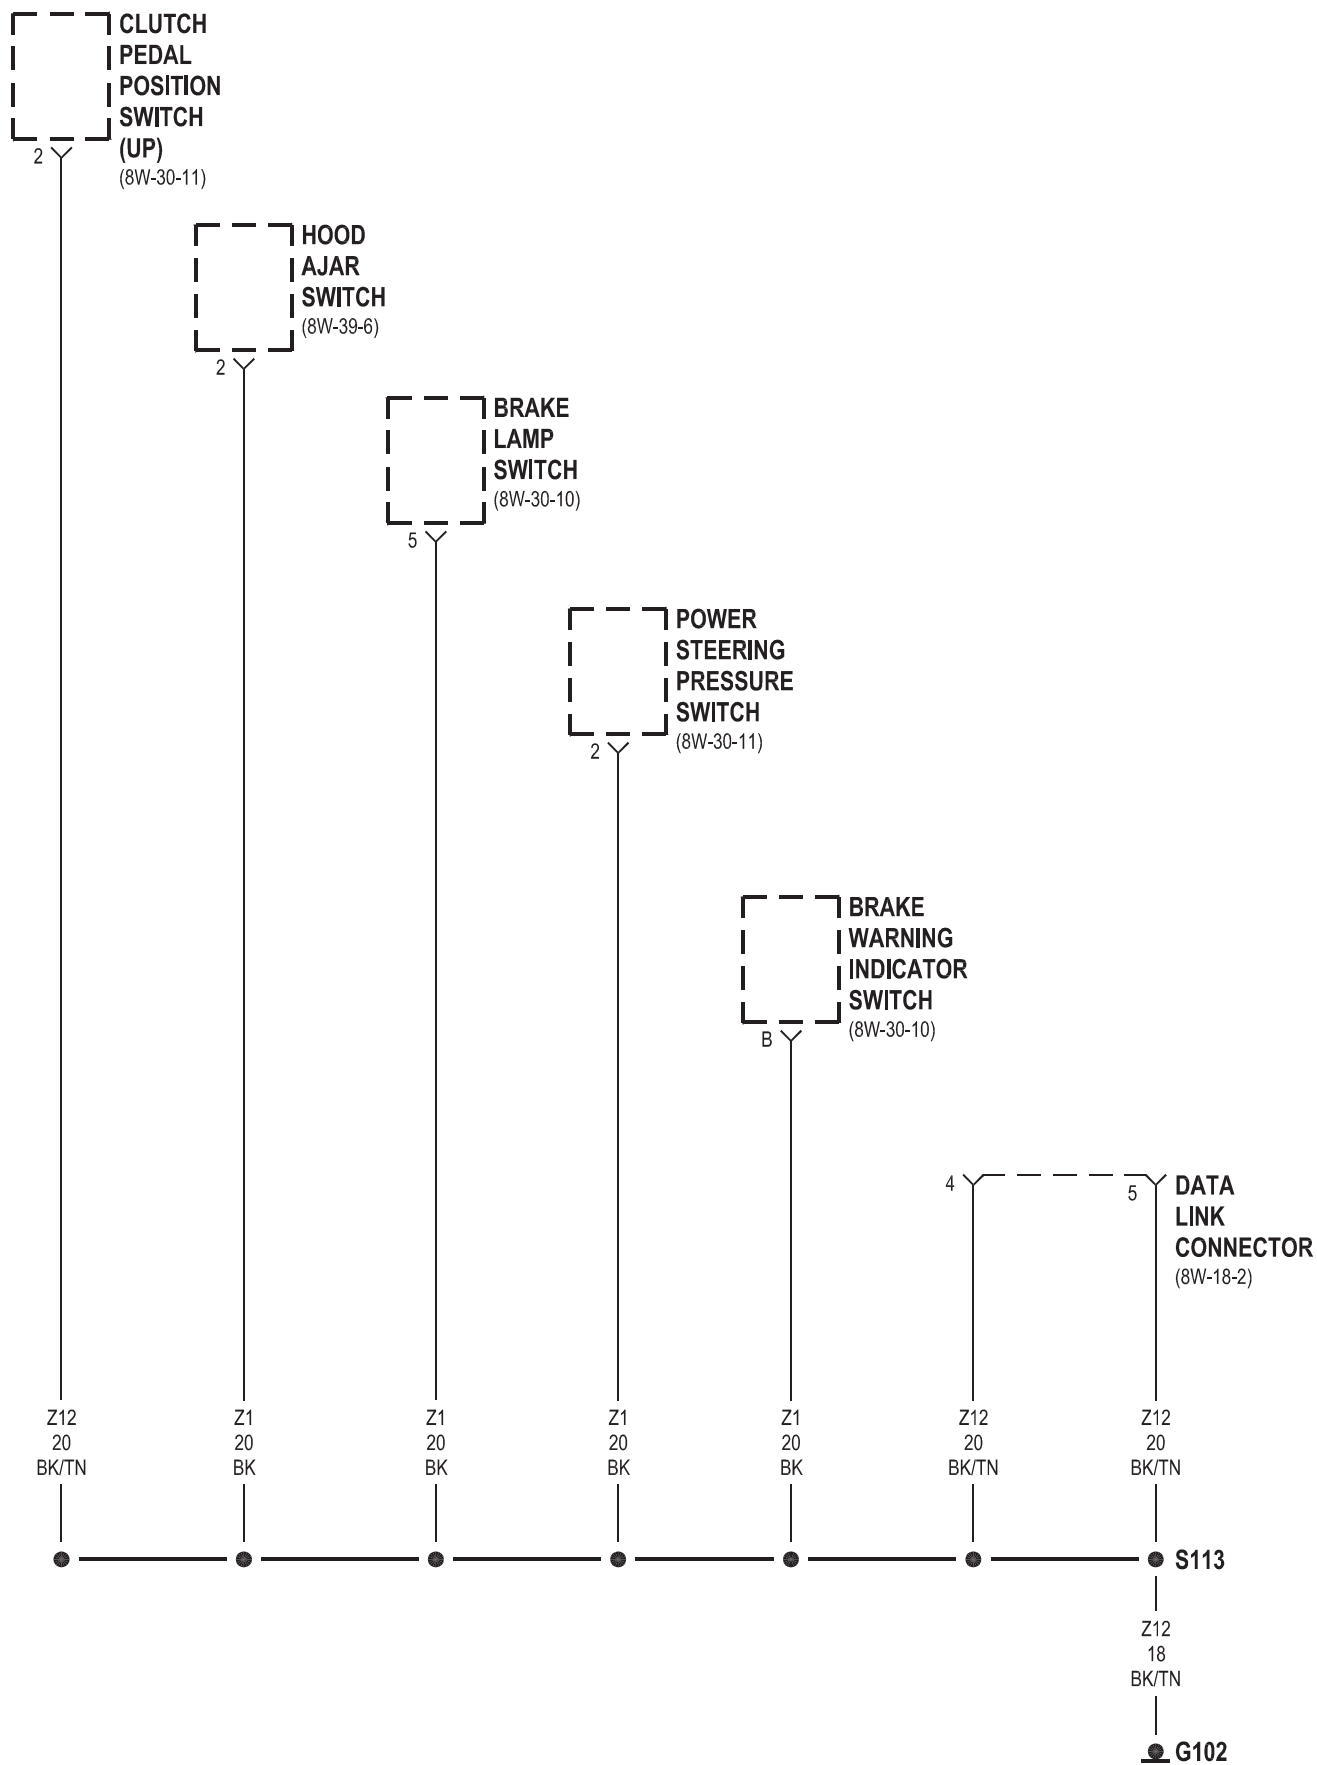 CLUTCH
PEDAL
POSITION
SWITCH
(UP)
(8W-30-11)
2
HOOD
AJAR
SWITCH
(8W-39-6)
2
BRAKE
LAMP
SWITCH
(8W-30-10)
5
POWER
STEERING
PRESSURE
SWITCH
(8W-30-11)
2
BRAKE
WARNING
INDICATOR
SWITCH
(8W-30-10)
B
4
5
DATA
LINK
CONNECTOR
(8W-18-2)
Z12
20
BK/TN
Z1
20
BK
Z1
20
BK
Z1
20
BK
Z1
20
BK
Z12
20
BK/TN
Z12
20
BK/TN
S113
Z12
18
BK/TN
G102